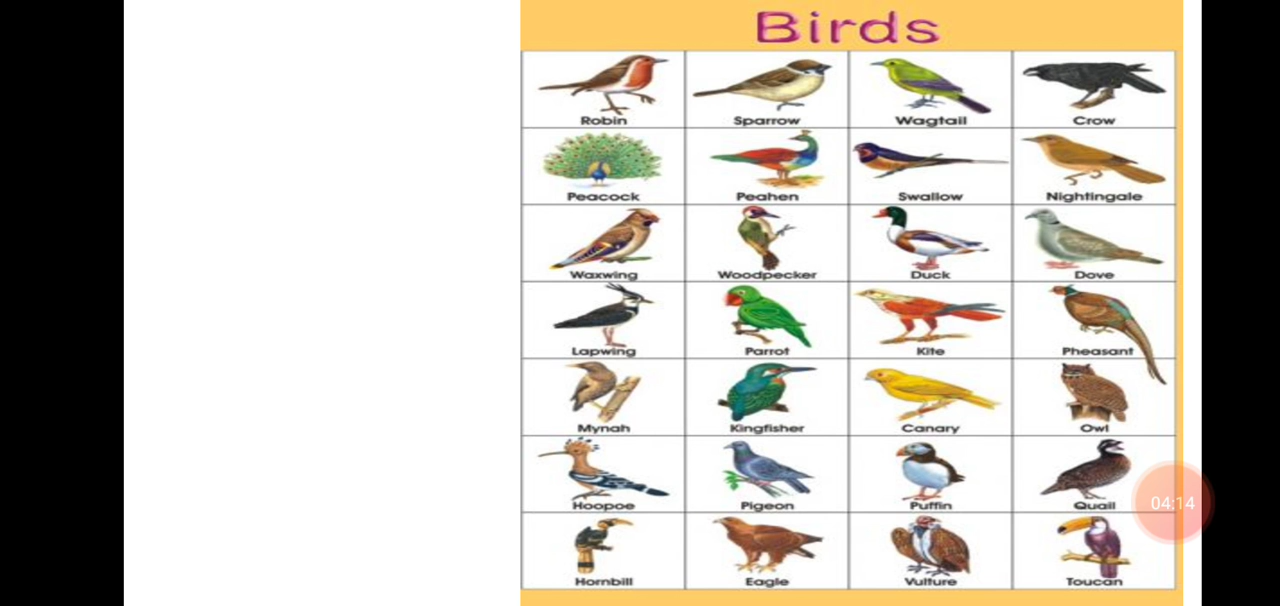 Birds
Robin Sparrow Wagtail Crow
Peacock Peahen Swallow Nightingale
Waxwing Woodpecker Duck Dove
Lapwing Parrot Kite Pheasant
Mynah Kingfisher Canary Owl
Hoopoe Pigeon Puffin Quail
04:14
Hornbill Eagle Vulture Toucan